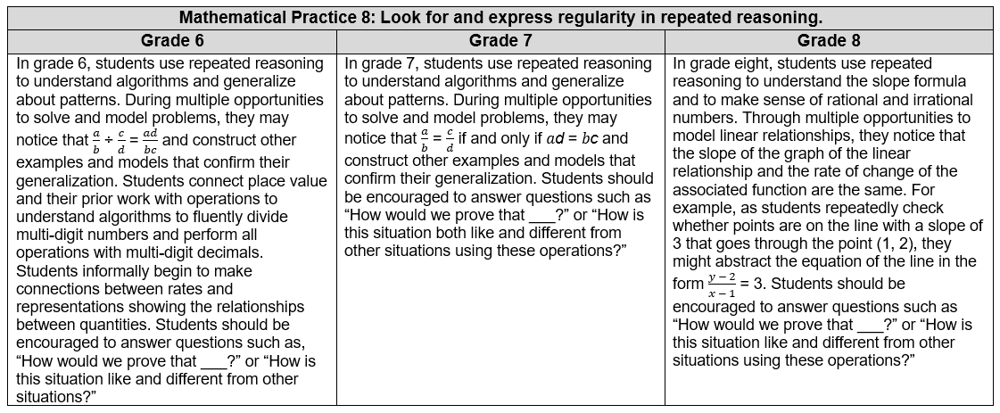 Mathematical Practice 8: Look for and express regularity in repeated reasoning.
Grade 6
In grade 6, students use repeated reasoning
to understand algorithms and generalize
about patterns. During multiple opportunities
to solve and model problems, they may
notice that a/b ÷ c/d = ad/bc and construct other
examples and models that confirm their
generalization. Students connect place value
and their prior work with operations to
understand algorithms to fluently divide
multi-digit numbers and perform all
operations with multi-digit decimals.
Students informally begin to make
connections between rates and
representations showing the relationships
between quantities. Students should be
encouraged to answer questions such as,
“How would we prove that ___?” or “How is
this situation like and different from other
situations?”
Grade 7
In grade 7, students use repeated reasoning
to understand algorithms and generalize
about patterns. During multiple opportunities
to solve and model problems, they may
notice that a/b = c/d if and only if ad = bc and
construct other examples and models that
confirm their generalization. Students should
be encouraged to answer questions such as
“How would we prove that ___?” or “How is
this situation both like and different from
other situations using these operations?”
Grade 8
In grade eight, students use repeated
reasoning to understand the slope formula
and to make sense of rational and irrational
numbers. Through multiple opportunities to
model linear relationships, they notice that
the slope of the graph of the linear
relationship and the rate of change of the
associated function are the same. For
example, as students repeatedly check
whether points are on the line with a slope of
3 that goes through the point (1, 2), they
might abstract the equation of the line in the
form (y − 2)/(x − 1) = 3. Students should be
encouraged to answer questions such as
“How would we prove that ___?” or “How is
this situation like and different from other
situations using these operations?”